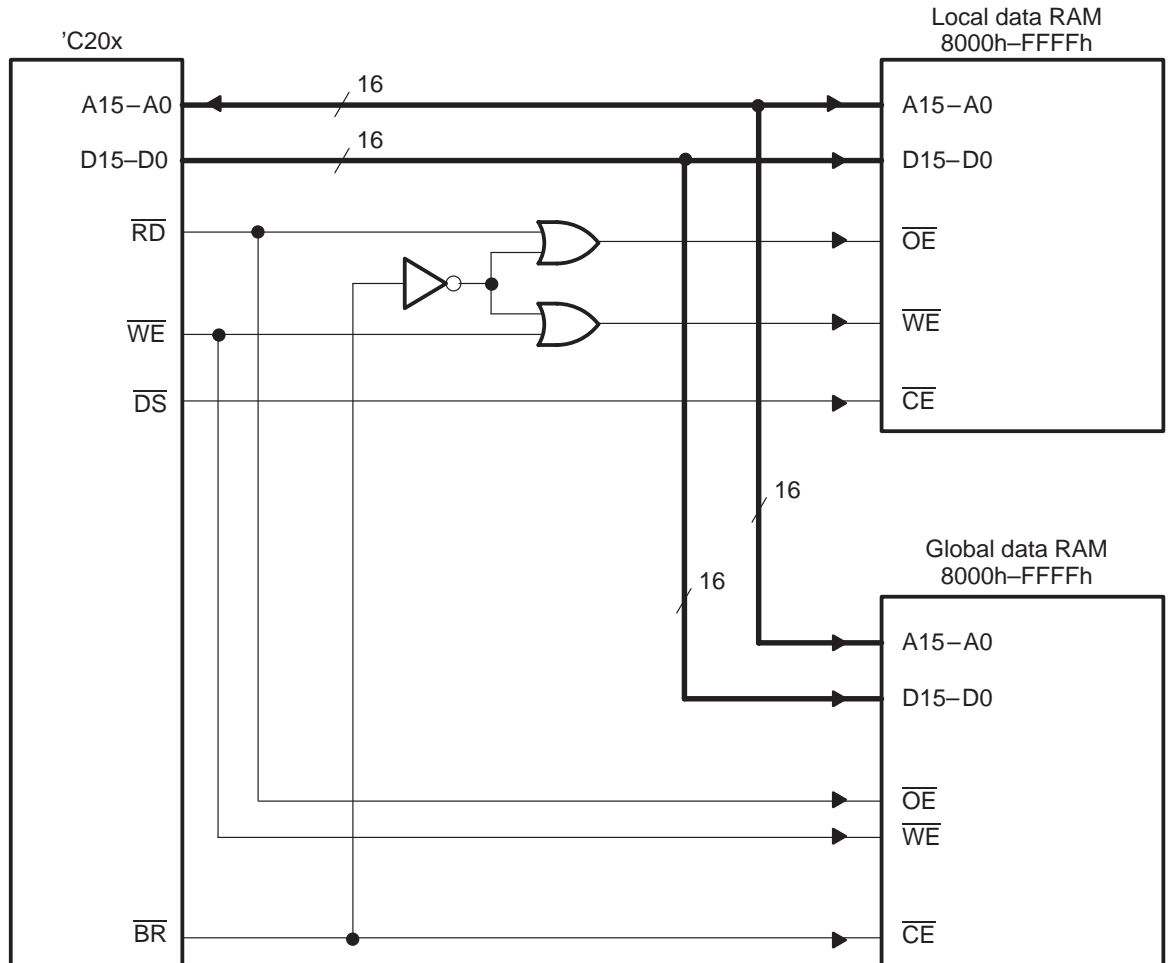 'C20x
A15–A0
D15–D0
RD
WE
DS
BR
16
16
Local data RAM
8000h–FFFFh
A15–A0
D15–D0
OE
WE
CE
16
16
Global data RAM
8000h–FFFFh
A15–A0
D15–D0
OE
WE
CE